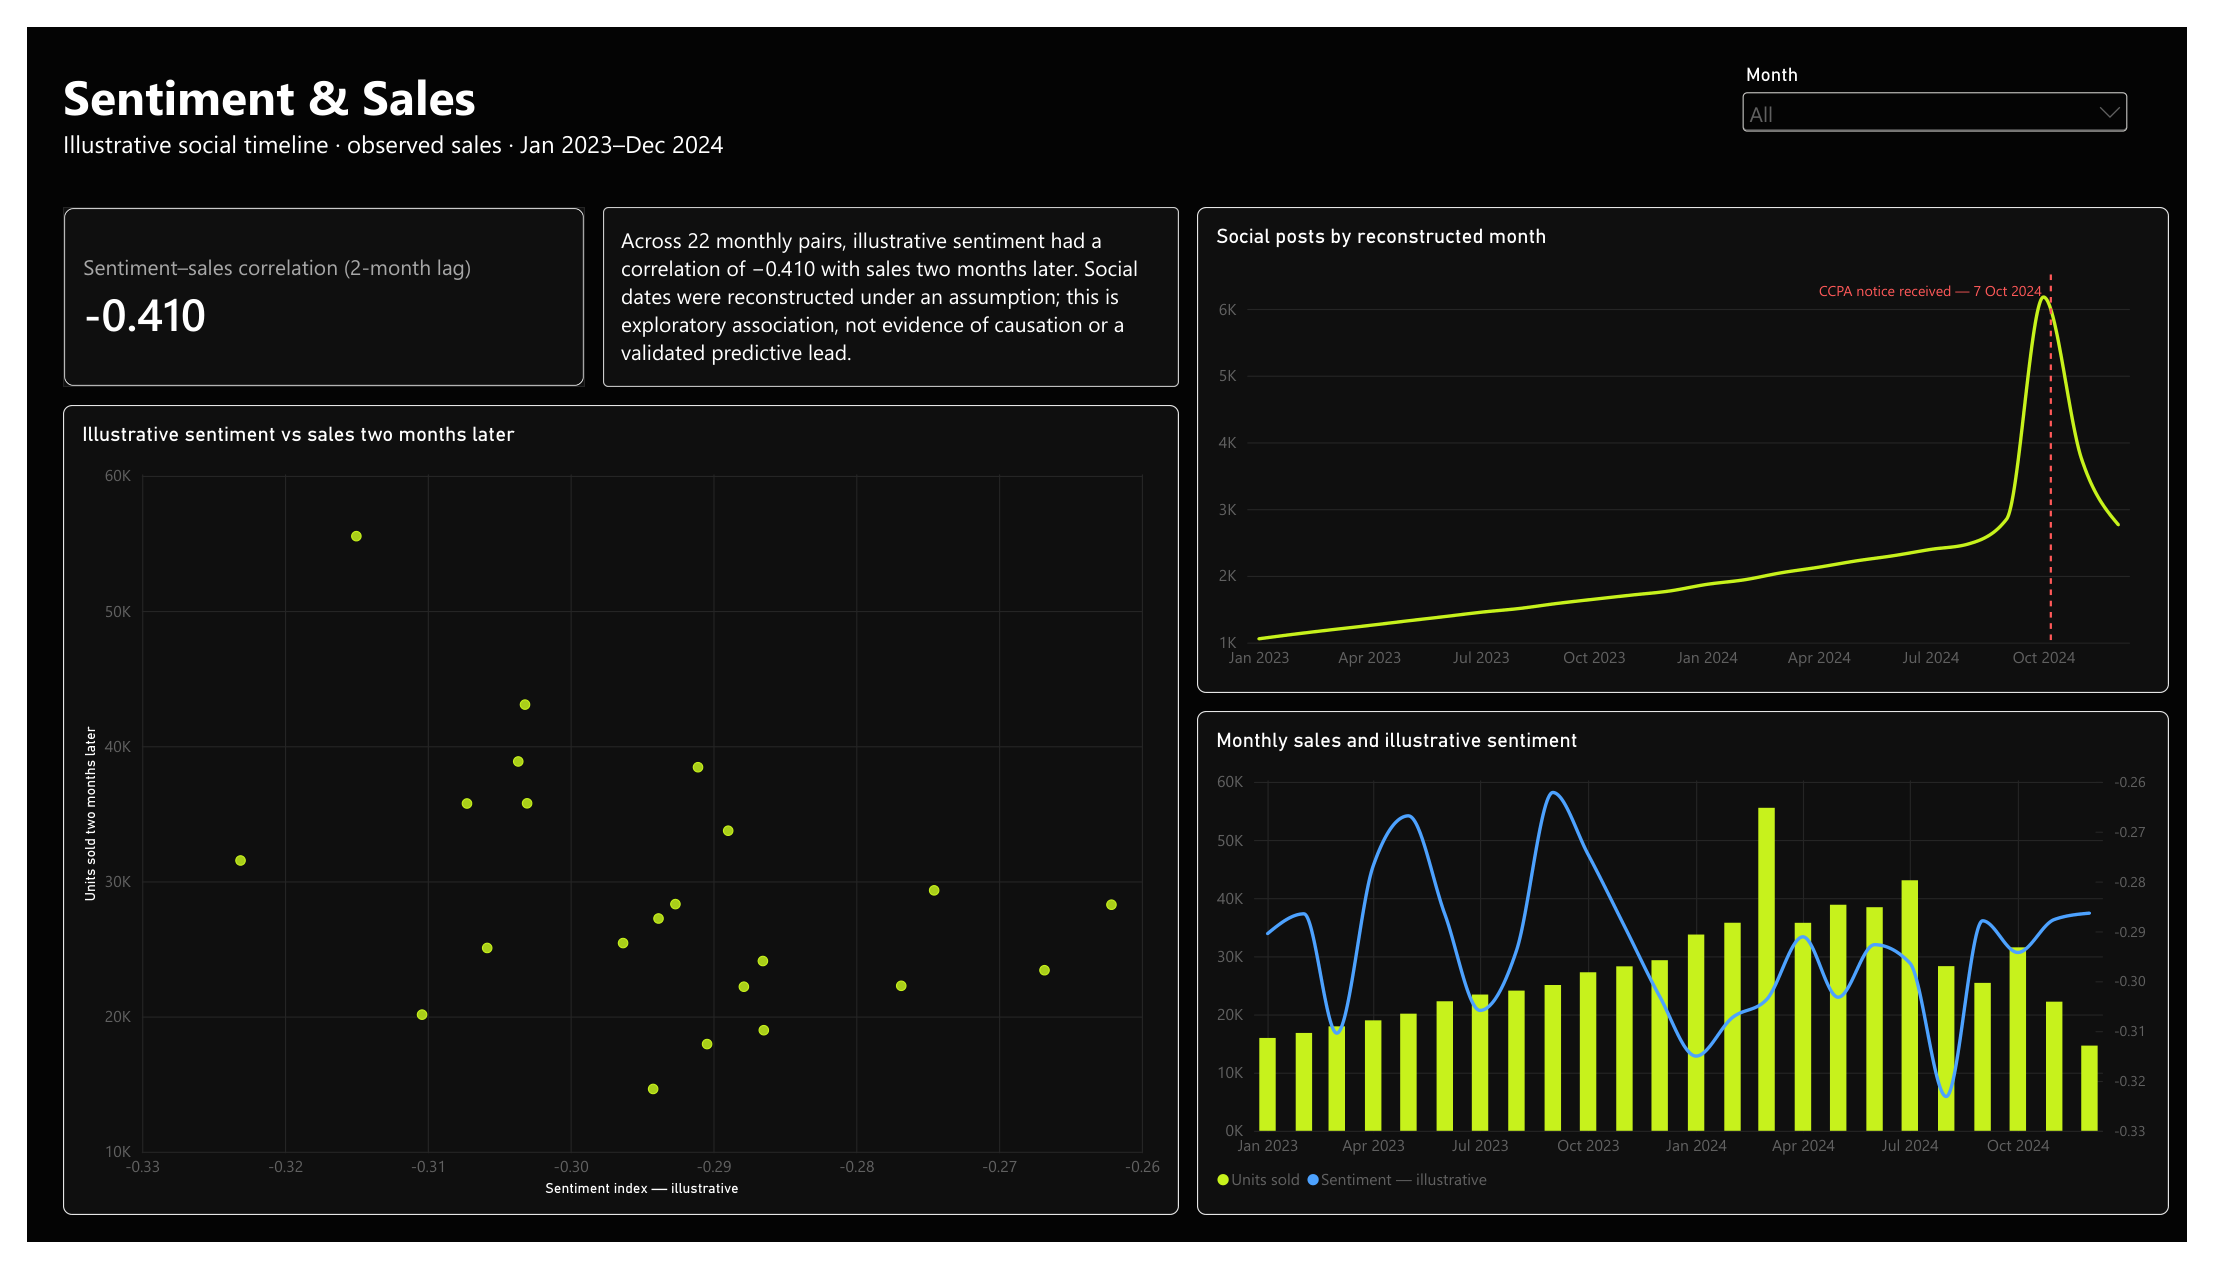 Sentiment & Sales
Illustrative social timeline · observed sales · Jan 2023–Dec 2024
Month
All
Sentiment–sales correlation (2-month lag)
-0.410
Across 22 monthly pairs, illustrative sentiment had a
correlation of −0.410 with sales two months later. Social
dates were reconstructed under an assumption; this is
exploratory association, not evidence of causation or a
validated predictive lead.
Illustrative sentiment vs sales two months later
Units sold two months later
60K
50K
40K
30K
20K
10K
-0.33 -0.32 -0.31 -0.30 -0.29 -0.28 -0.27 -0.26
Sentiment index — illustrative
Social posts by reconstructed month
CCPA notice received — 7 Oct 2024
6K
5K
4K
3K
2K
1K
Jan 2023 Apr 2023 Jul 2023 Oct 2023 Jan 2024 Apr 2024 Jul 2024 Oct 2024
Monthly sales and illustrative sentiment
60K -0.26
-0.27
50K
-0.28
40K
-0.29
30K
-0.30
20K
-0.31
10K
-0.32
0K -0.33
Jan 2023 Apr 2023 Jul 2023 Oct 2023 Jan 2024 Apr 2024 Jul 2024 Oct 2024
Units sold Sentiment — illustrative